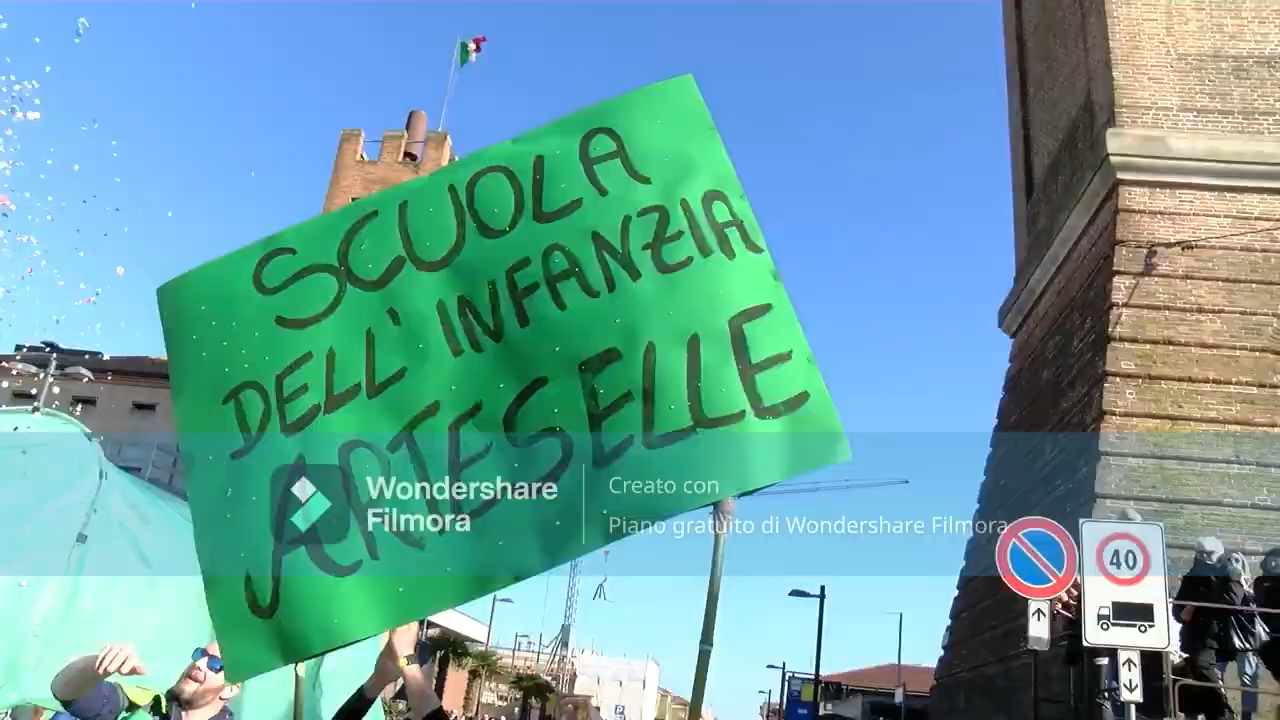 SCUOLA
DELL'INFANZIA
ARTESELLE
Wondershare
Filmora
Creato con
Piano gratuito di Wondershare Filmora
40